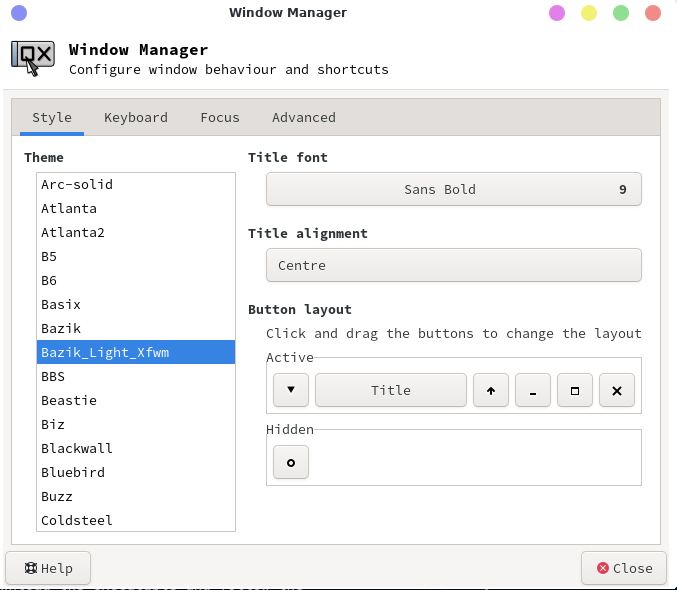 Window Manager
Window Manager
Configure window behaviour and shortcuts
Style Keyboard Focus Advanced
Theme
Arc-solid
Atlanta
Atlanta2
B5
B6
Basix
Bazik
Bazik_Light_Xfwm
BBS
Beastie
Biz
Blackwall
Bluebird
Buzz
Coldsteel
Title font
Sans Bold 9
Title alignment
Centre
Button layout
Click and drag the buttons to change the layout
Active
Title
Hidden
Help
Close